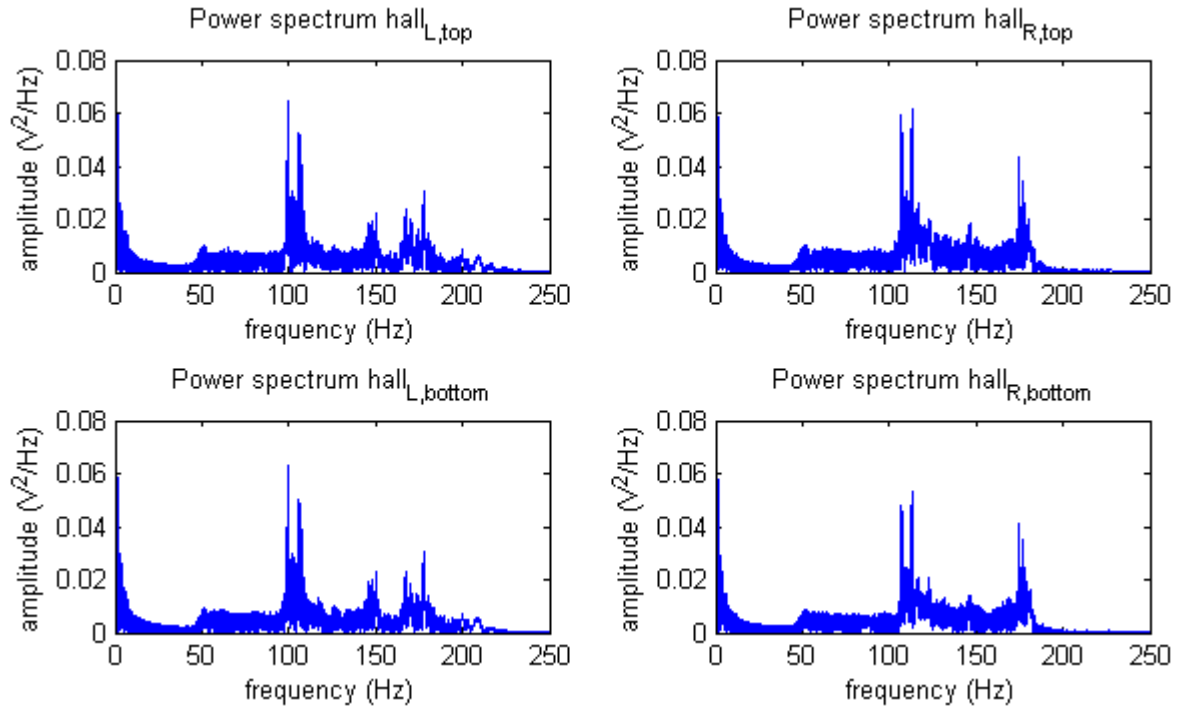 Power spectrum hall_L,top
amplitude (V^2/Hz)
0.08
0.06
0.04
0.02
0
0 50 100 150 200 250
frequency (Hz)
Power spectrum hall_R,top
amplitude (V^2/Hz)
0.08
0.06
0.04
0.02
0
0 50 100 150 200 250
frequency (Hz)
Power spectrum hall_L,bottom
amplitude (V^2/Hz)
0.08
0.06
0.04
0.02
0
0 50 100 150 200 250
frequency (Hz)
Power spectrum hall_R,bottom
amplitude (V^2/Hz)
0.08
0.06
0.04
0.02
0
0 50 100 150 200 250
frequency (Hz)